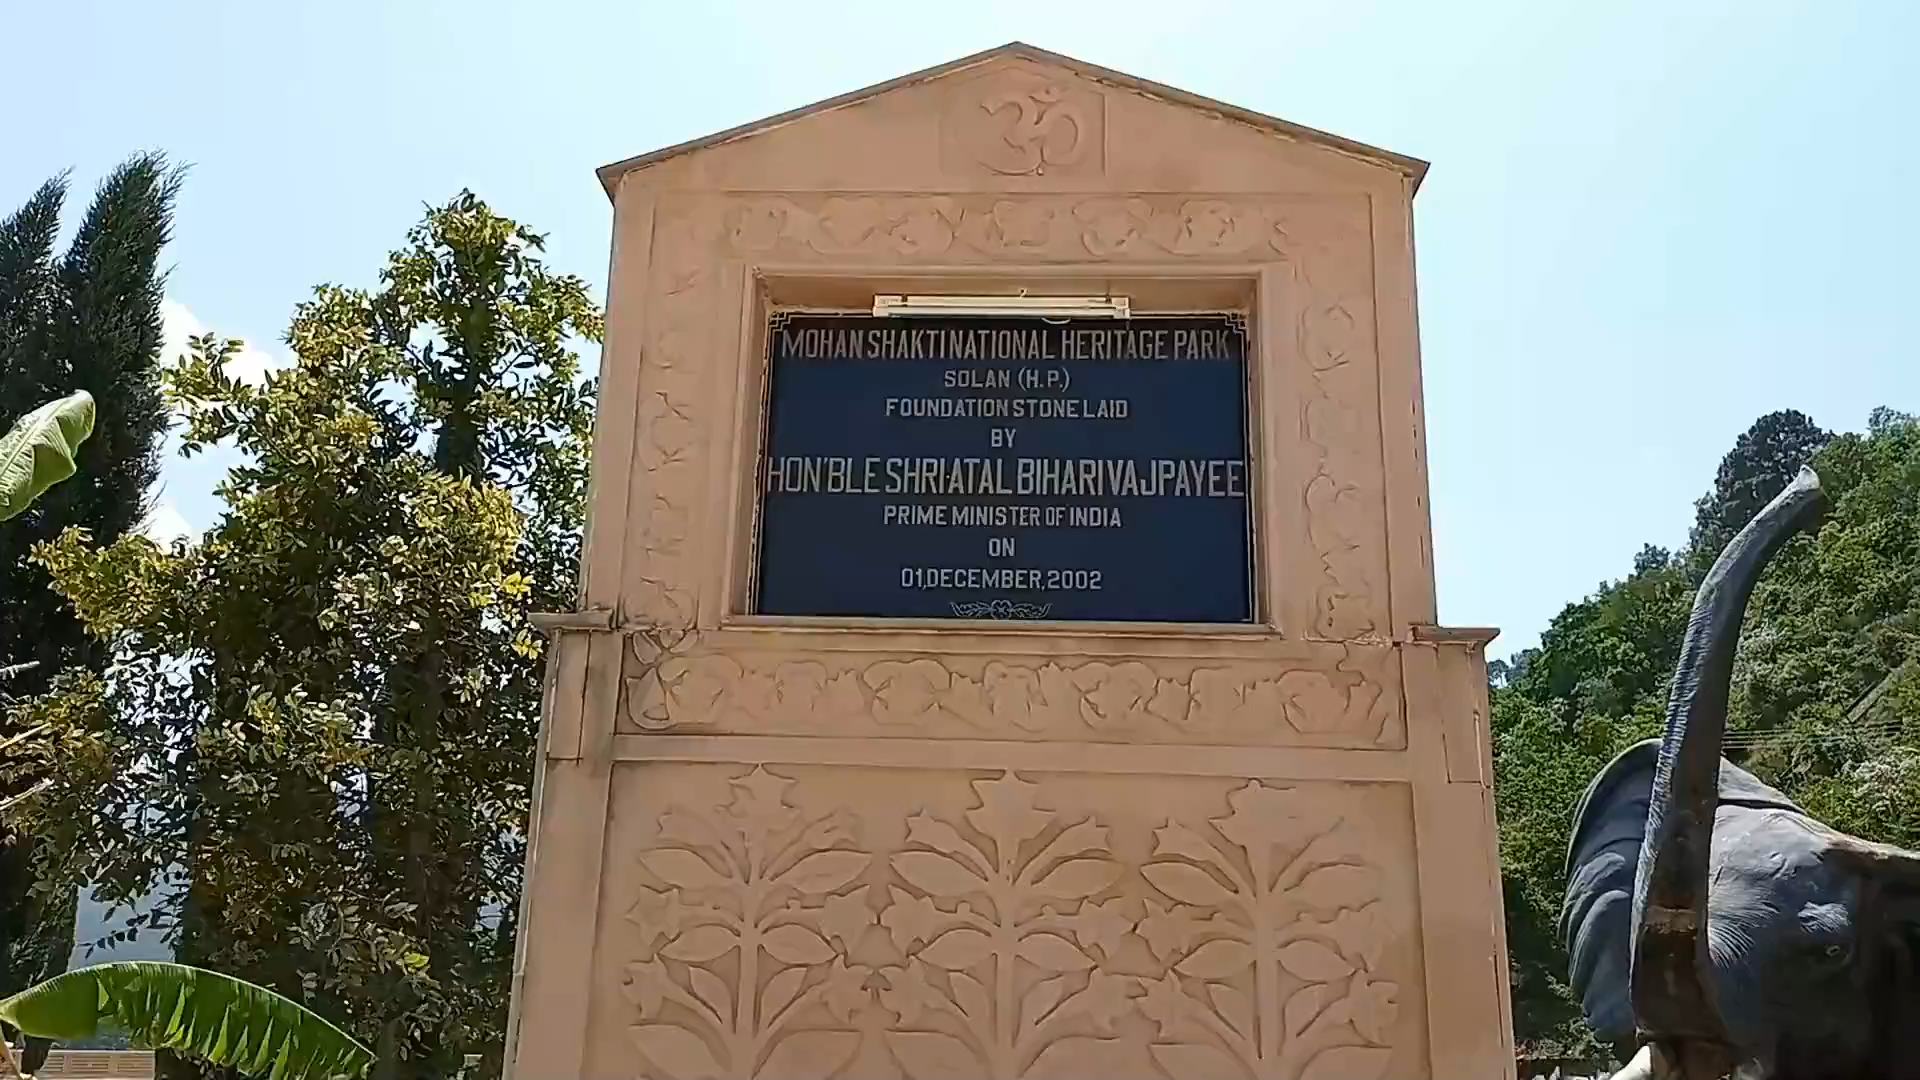 ॐ
MOHAN SHAKTI NATIONAL HERITAGE PARK
SOLAN (H.P.)
FOUNDATION STONE LAID
BY
HON'BLE SHRI ATAL BIHARI VAJPAYEE
PRIME MINISTER OF INDIA
ON
01,DECEMBER,2002